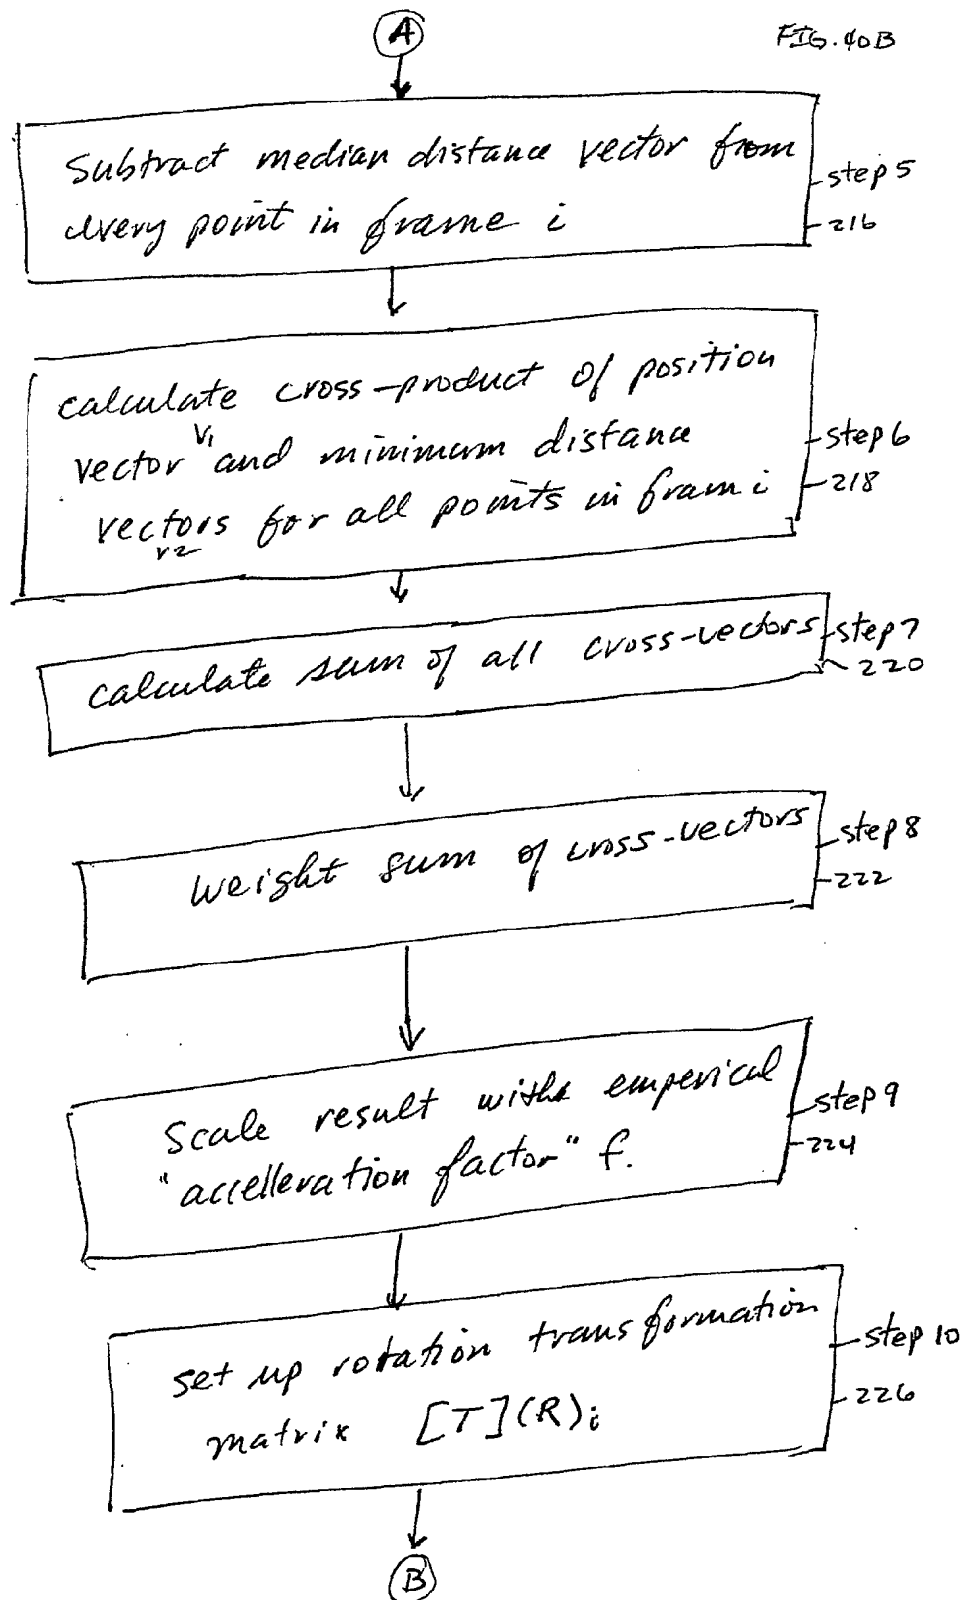 A
FIG. 40B
Subtract median distance vector from
every point in frame i
step 5
216
calculate cross-product of position
vector V1 and minimum distance
vectors v2 for all points in fram i
step 6
218
calculate sum of all cross-vectors
step 7
220
weight sum of cross-vectors
step 8
222
Scale result with emperical
"accelleration factor" f.
step 9
224
set up rotation transformation
matrix [T](R)i
step 10
226
B